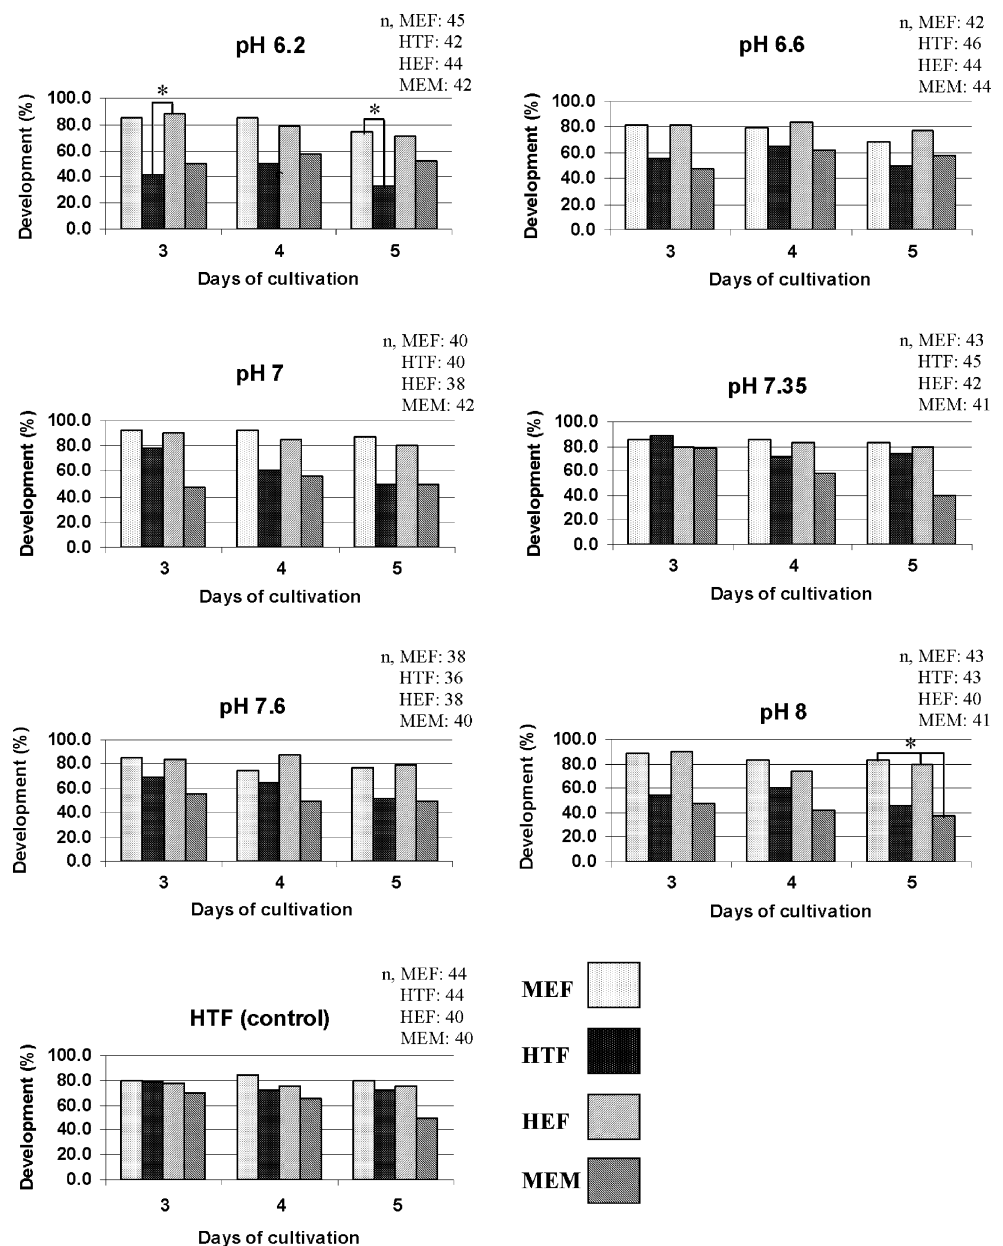 n, MEF: 45
HTF: 42
HEF: 44
MEM: 42
pH 6.2
Development (%)
100.0
80.0
60.0
40.0
20.0
0.0
*
*
3 4 5
Days of cultivation
n, MEF: 42
HTF: 46
HEF: 44
MEM: 44
pH 6.6
Development (%)
100.0
80.0
60.0
40.0
20.0
0.0
3 4 5
Days of cultivation
n, MEF: 40
HTF: 40
HEF: 38
MEM: 42
pH 7
Development (%)
100.0
80.0
60.0
40.0
20.0
0.0
3 4 5
Days of cultivation
n, MEF: 43
HTF: 45
HEF: 42
MEM: 41
pH 7.35
Development (%)
100.0
80.0
60.0
40.0
20.0
0.0
3 4 5
Days of cultivation
n, MEF: 38
HTF: 36
HEF: 38
MEM: 40
pH 7.6
Development (%)
100.0
80.0
60.0
40.0
20.0
0.0
3 4 5
Days of cultivation
n, MEF: 43
HTF: 43
HEF: 40
MEM: 41
pH 8
Development (%)
100.0
80.0
60.0
40.0
20.0
0.0
*
3 4 5
Days of cultivation
n, MEF: 44
HTF: 44
HEF: 40
MEM: 40
HTF (control)
Development (%)
100.0
80.0
60.0
40.0
20.0
0.0
3 4 5
Days of cultivation
MEF
HTF
HEF
MEM